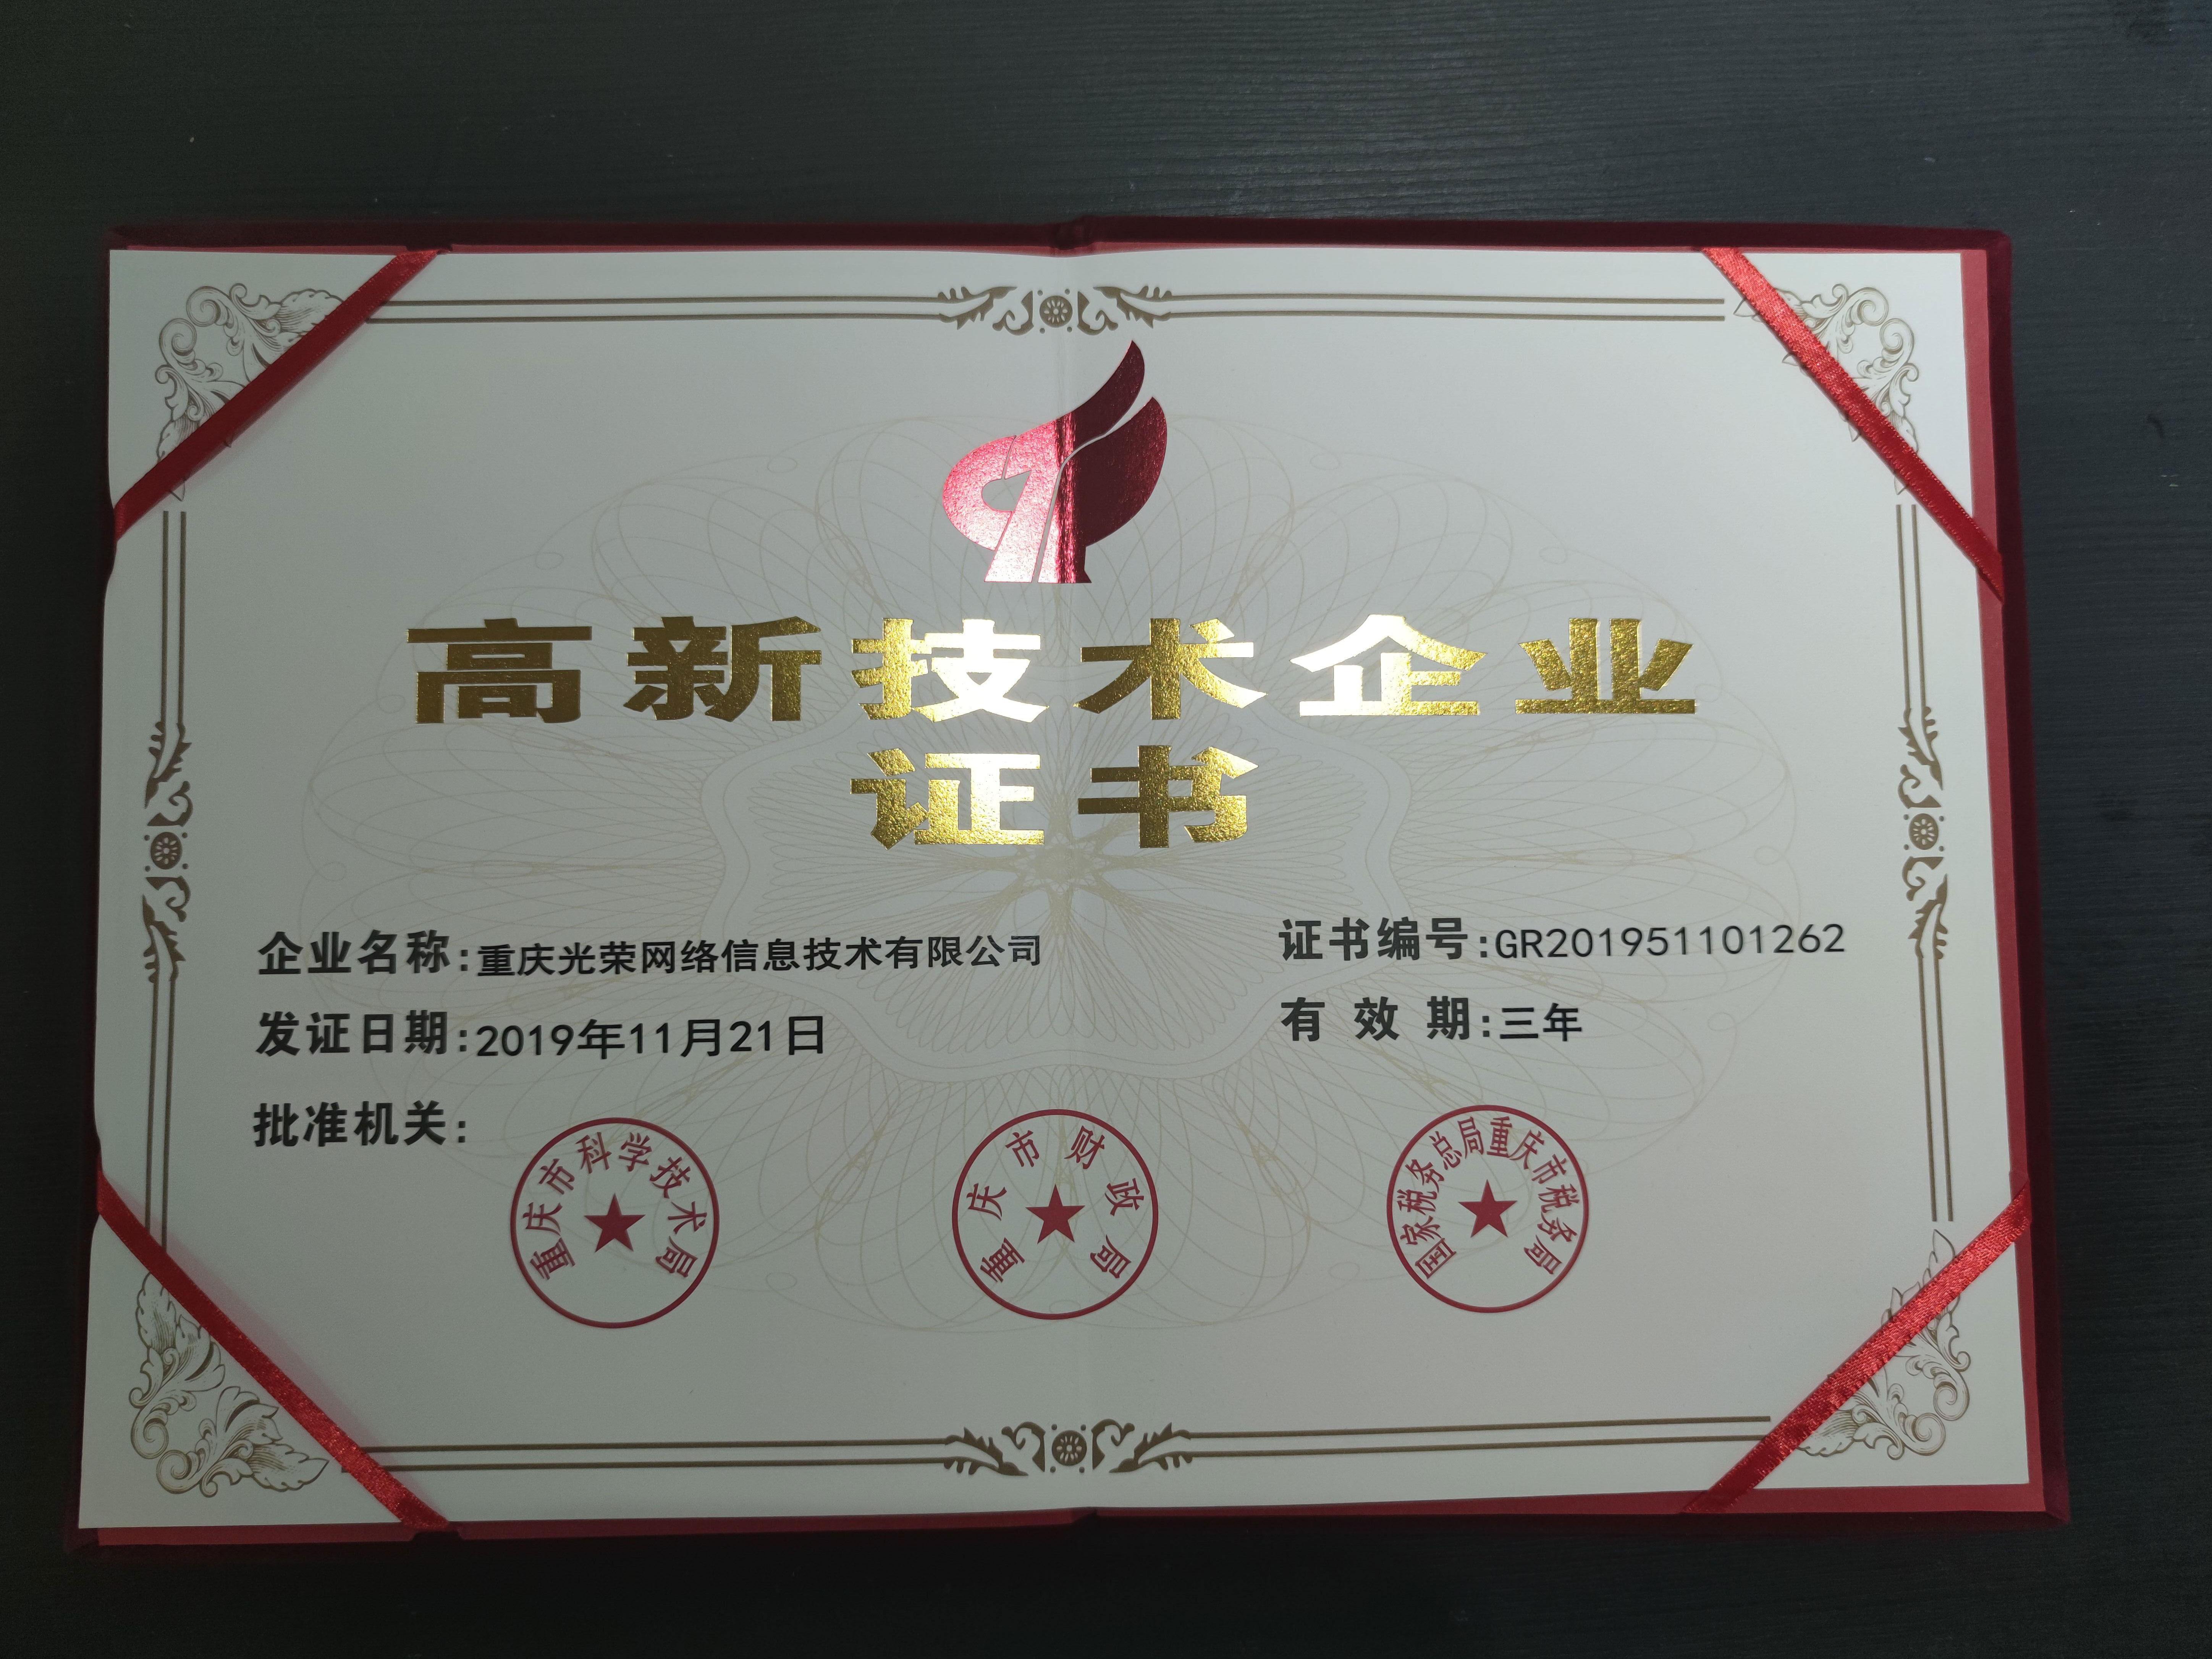 高新技术企业
证书
企业名称:重庆光荣网络信息技术有限公司
证书编号:GR201951101262
发证日期:2019年11月21日
有效期:三年
批准机关:
重庆市科学技术局
重庆市财政局
国家税务总局重庆市税务局